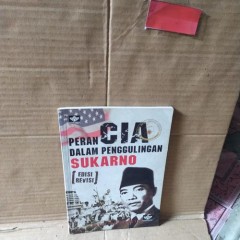 PERAN CIA
DALAM PENGGULINGAN
SUKARNO
[EDISI
REVISI]